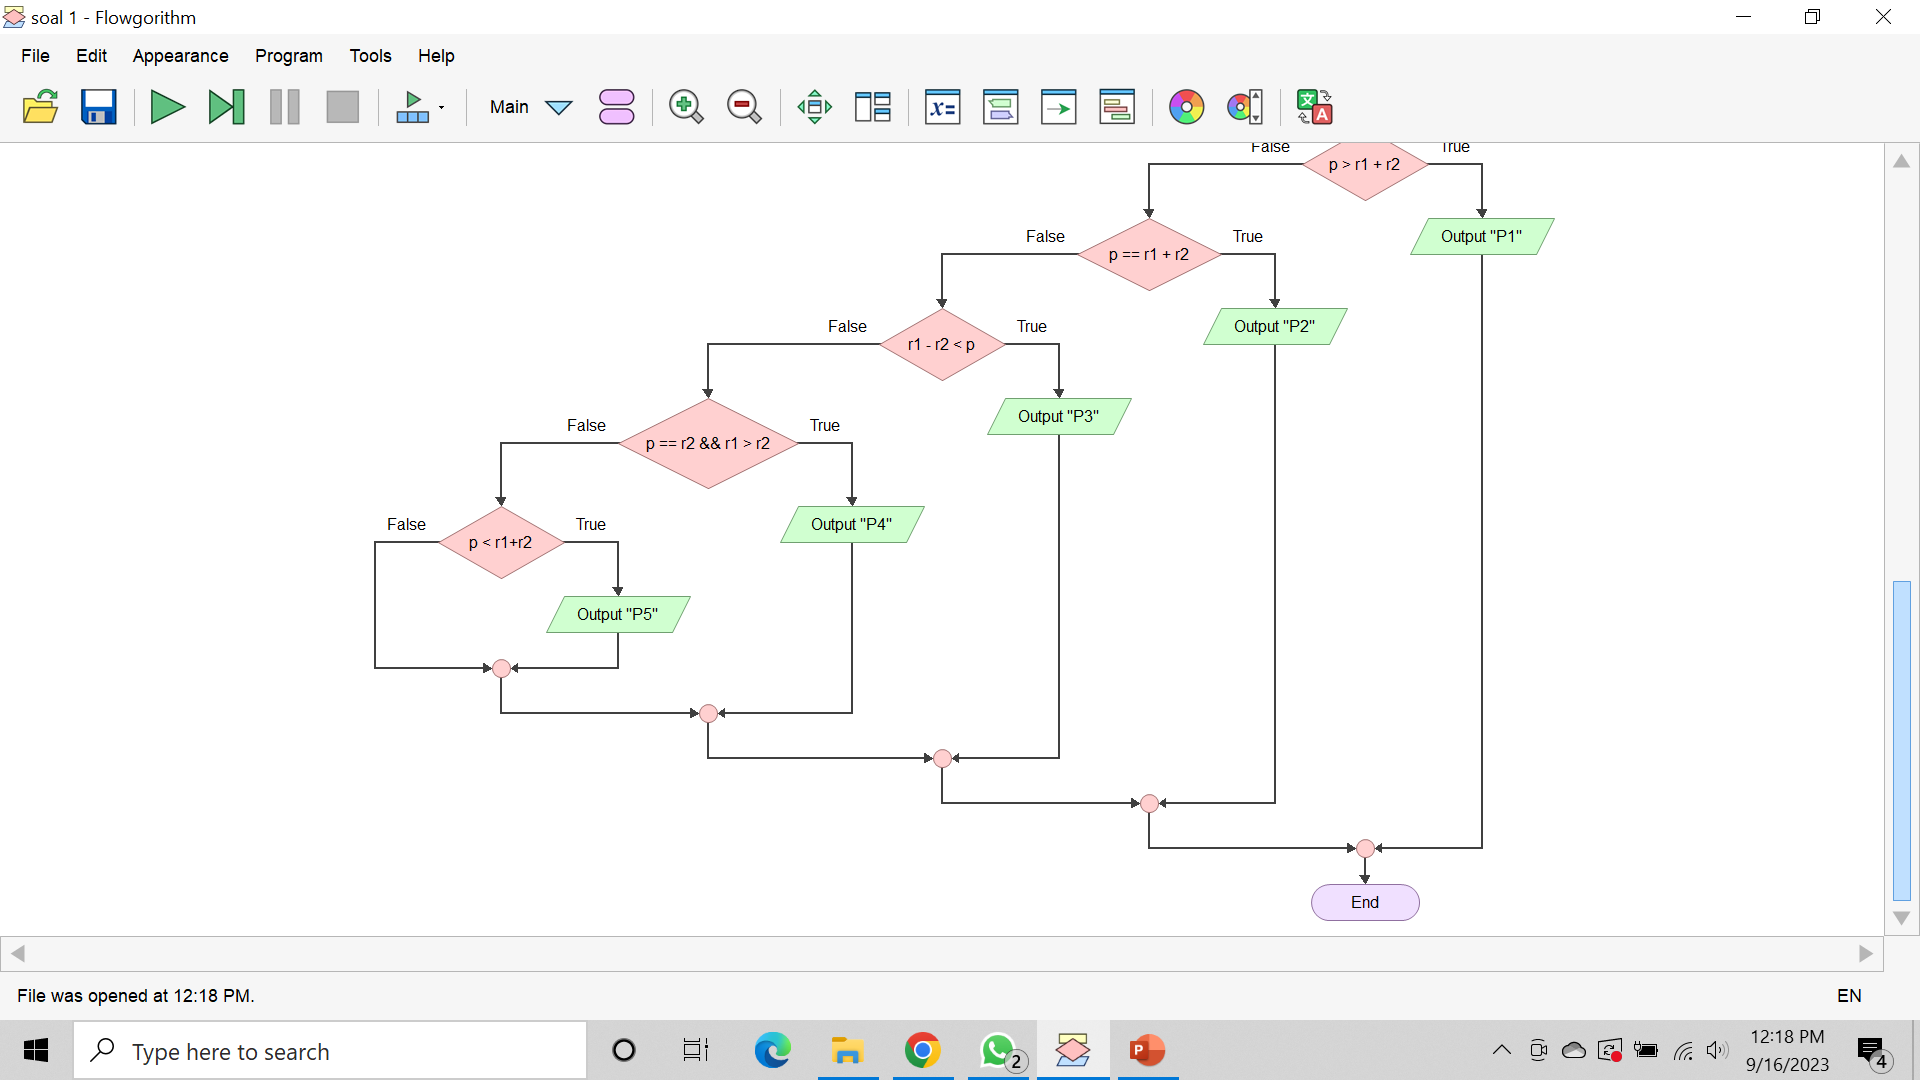 soal 1 - Flowgorithm
File Edit Appearance Program Tools Help
Main
x=
文
A
False True
p > r1 + r2
Output "P1"
False True
p == r1 + r2
Output "P2"
False True
r1 - r2 < p
Output "P3"
False True
p == r2 && r1 > r2
Output "P4"
False True
p < r1+r2
Output "P5"
End
File was opened at 12:18 PM.
EN
Type here to search
2
P
12:18 PM
9/16/2023
4